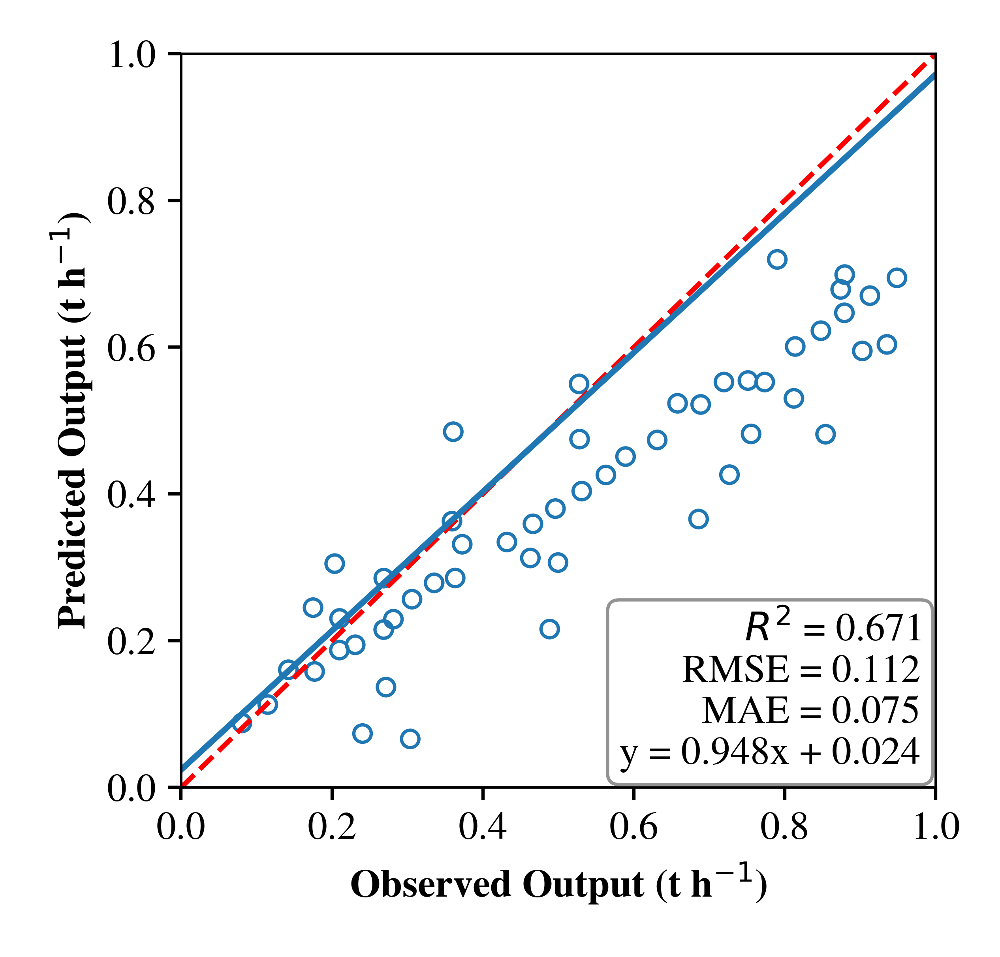 1.0
0.8
0.6
0.4
0.2
0.0
Predicted Output (t h⁻¹)
R² = 0.671
RMSE = 0.112
MAE = 0.075
y = 0.948x + 0.024
0.0 0.2 0.4 0.6 0.8 1.0
Observed Output (t h⁻¹)